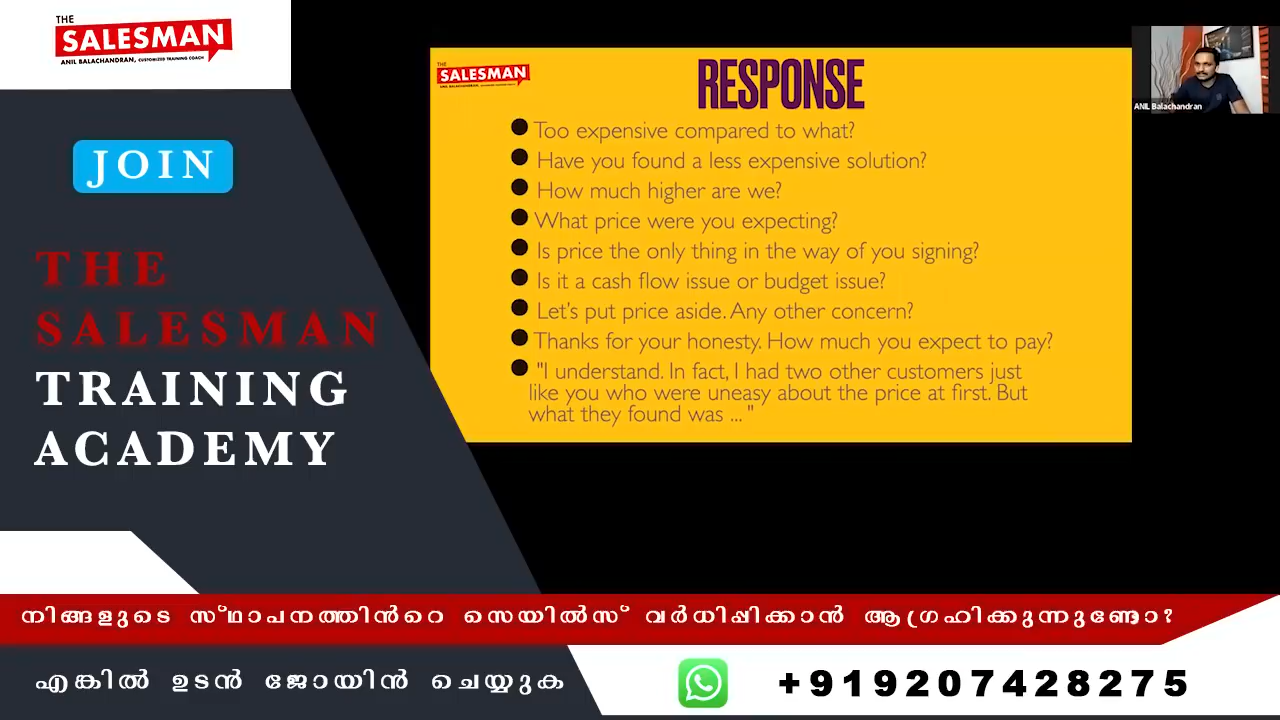 THE
SALESMAN
ANIL BALACHANDRAN, CUSTOMIZED TRAINING COACH
JOIN
THE
SALESMAN
TRAINING
ACADEMY
THE
SALESMAN
RESPONSE
Too expensive compared to what?
Have you found a less expensive solution?
How much higher are we?
What price were you expecting?
Is price the only thing in the way of you signing?
Is it a cash flow issue or budget issue?
Let's put price aside. Any other concern?
Thanks for your honesty. How much you expect to pay?
"I understand. In fact, I had two other customers just
like you who were uneasy about the price at first. But
what they found was ... "
ANIL Balachandran
നിങ്ങളുടെ സ്ഥാപനത്തിൻറെ സെയിൽസ് വർധിപ്പിക്കാൻ ആഗ്രഹിക്കുന്നുണ്ടോ?
എങ്കിൽ ഉടൻ ജോയിൻ ചെയ്യുക
+919207428275